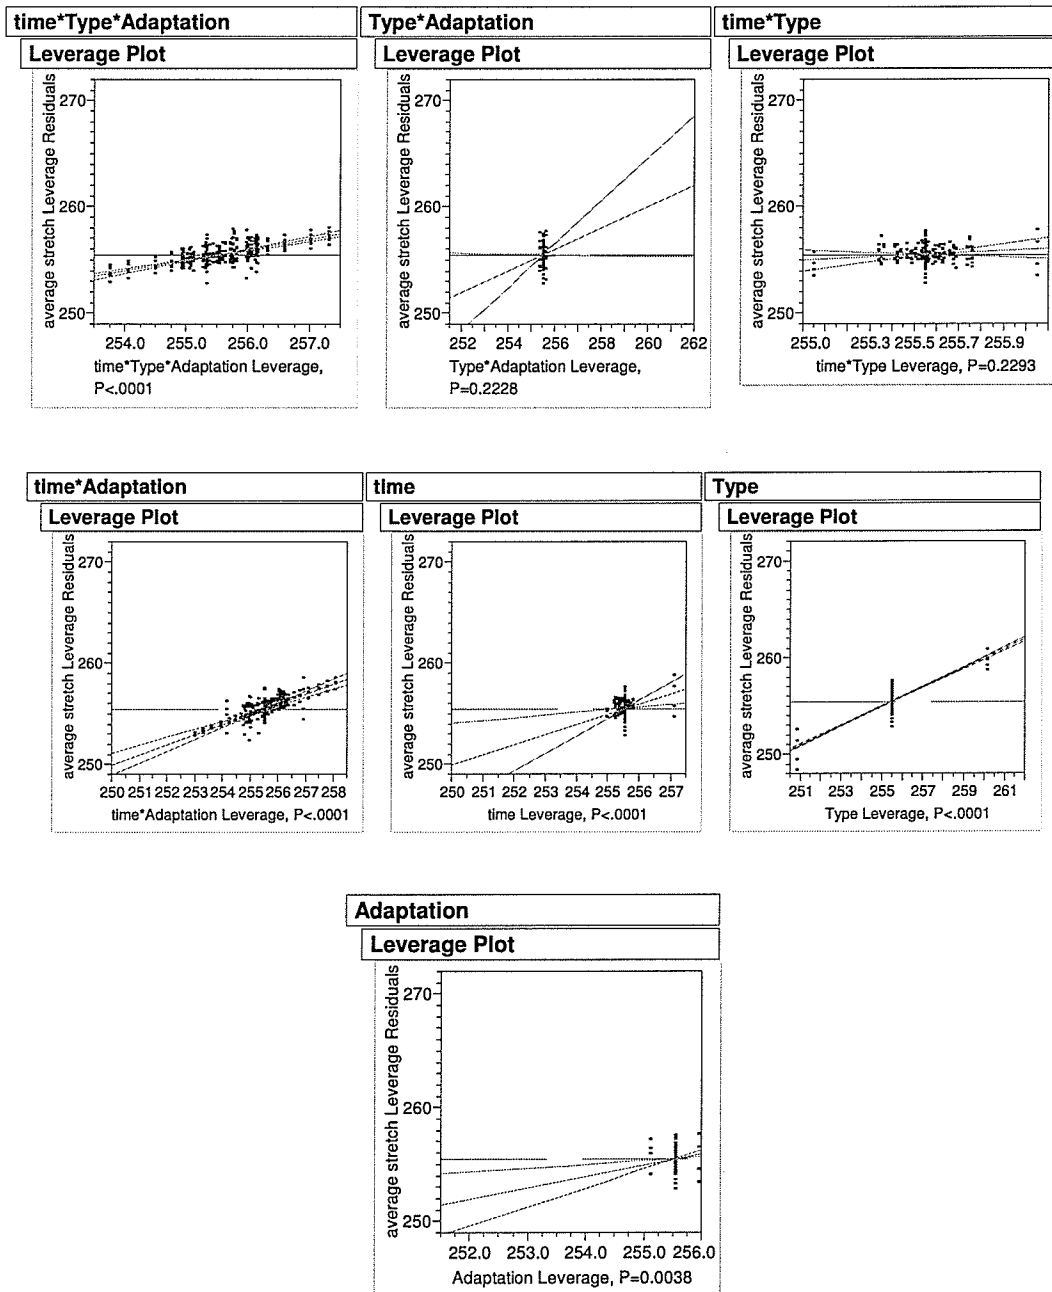 time*Type*Adaptation
Type*Adaptation
time*Type
Leverage Plot
Leverage Plot
Leverage Plot
average stretch Leverage Residuals
270
260
250
254.0 255.0 256.0 257.0
time*Type*Adaptation Leverage,
P<.0001
average stretch Leverage Residuals
270
260
250
252 254 256 258 260 262
Type*Adaptation Leverage,
P=0.2228
average stretch Leverage Residuals
270
260
250
255.0 255.3 255.5 255.7 255.9
time*Type Leverage, P=0.2293
time*Adaptation
time
Type
Leverage Plot
Leverage Plot
Leverage Plot
average stretch Leverage Residuals
270
260
250
250 251 252 253 254 255 256 257 258
time*Adaptation Leverage, P<.0001
average stretch Leverage Residuals
270
260
250
250 251 252 253 254 255 257
time Leverage, P<.0001
average stretch Leverage Residuals
270
260
250
251 253 255 257 259 261
Type Leverage, P<.0001
Adaptation
Leverage Plot
average stretch Leverage Residuals
270
260
250
252.0 253.0 254.0 255.0 256.0
Adaptation Leverage, P=0.0038